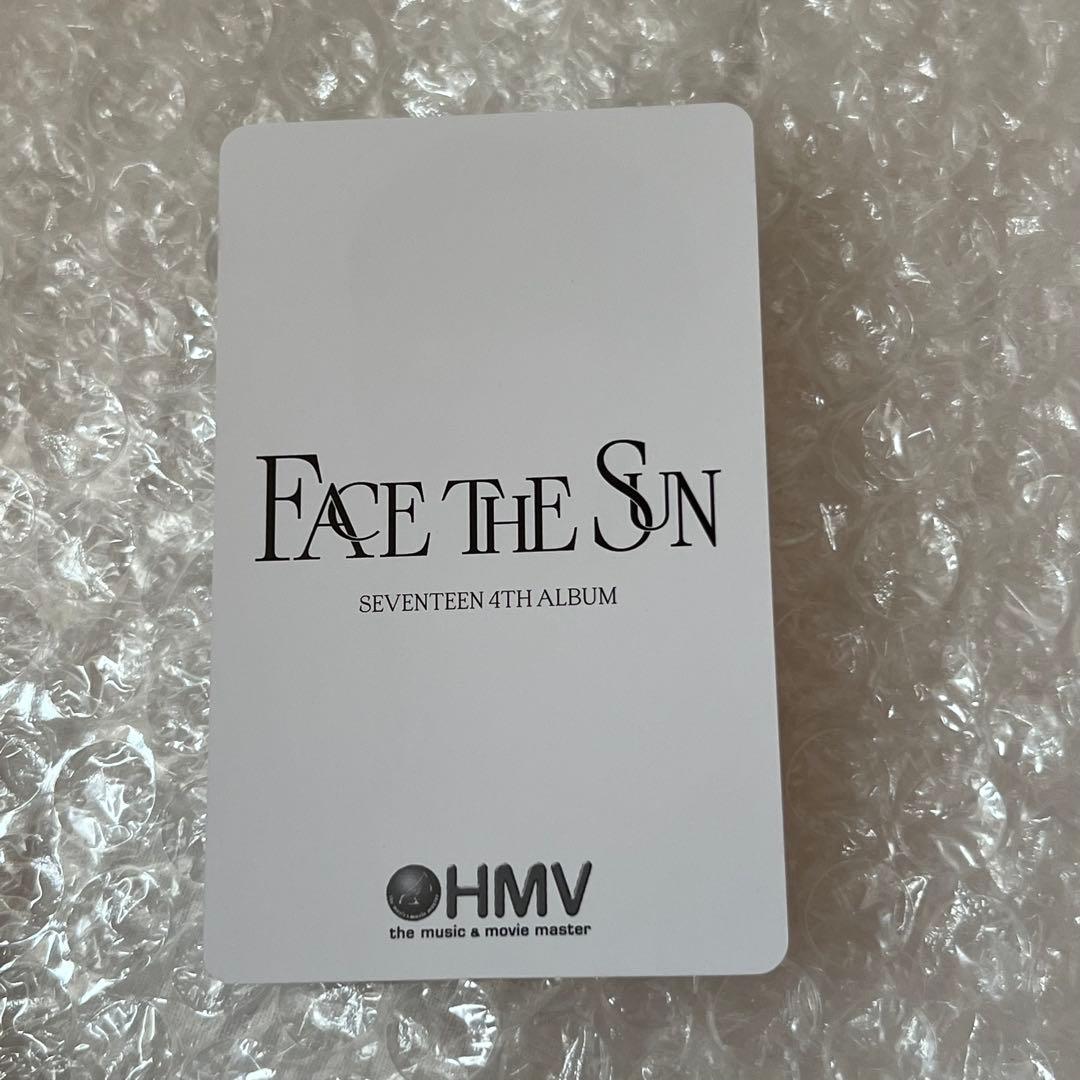 FACE THE SUN
SEVENTEEN 4TH ALBUM
HMV
the music & movie master